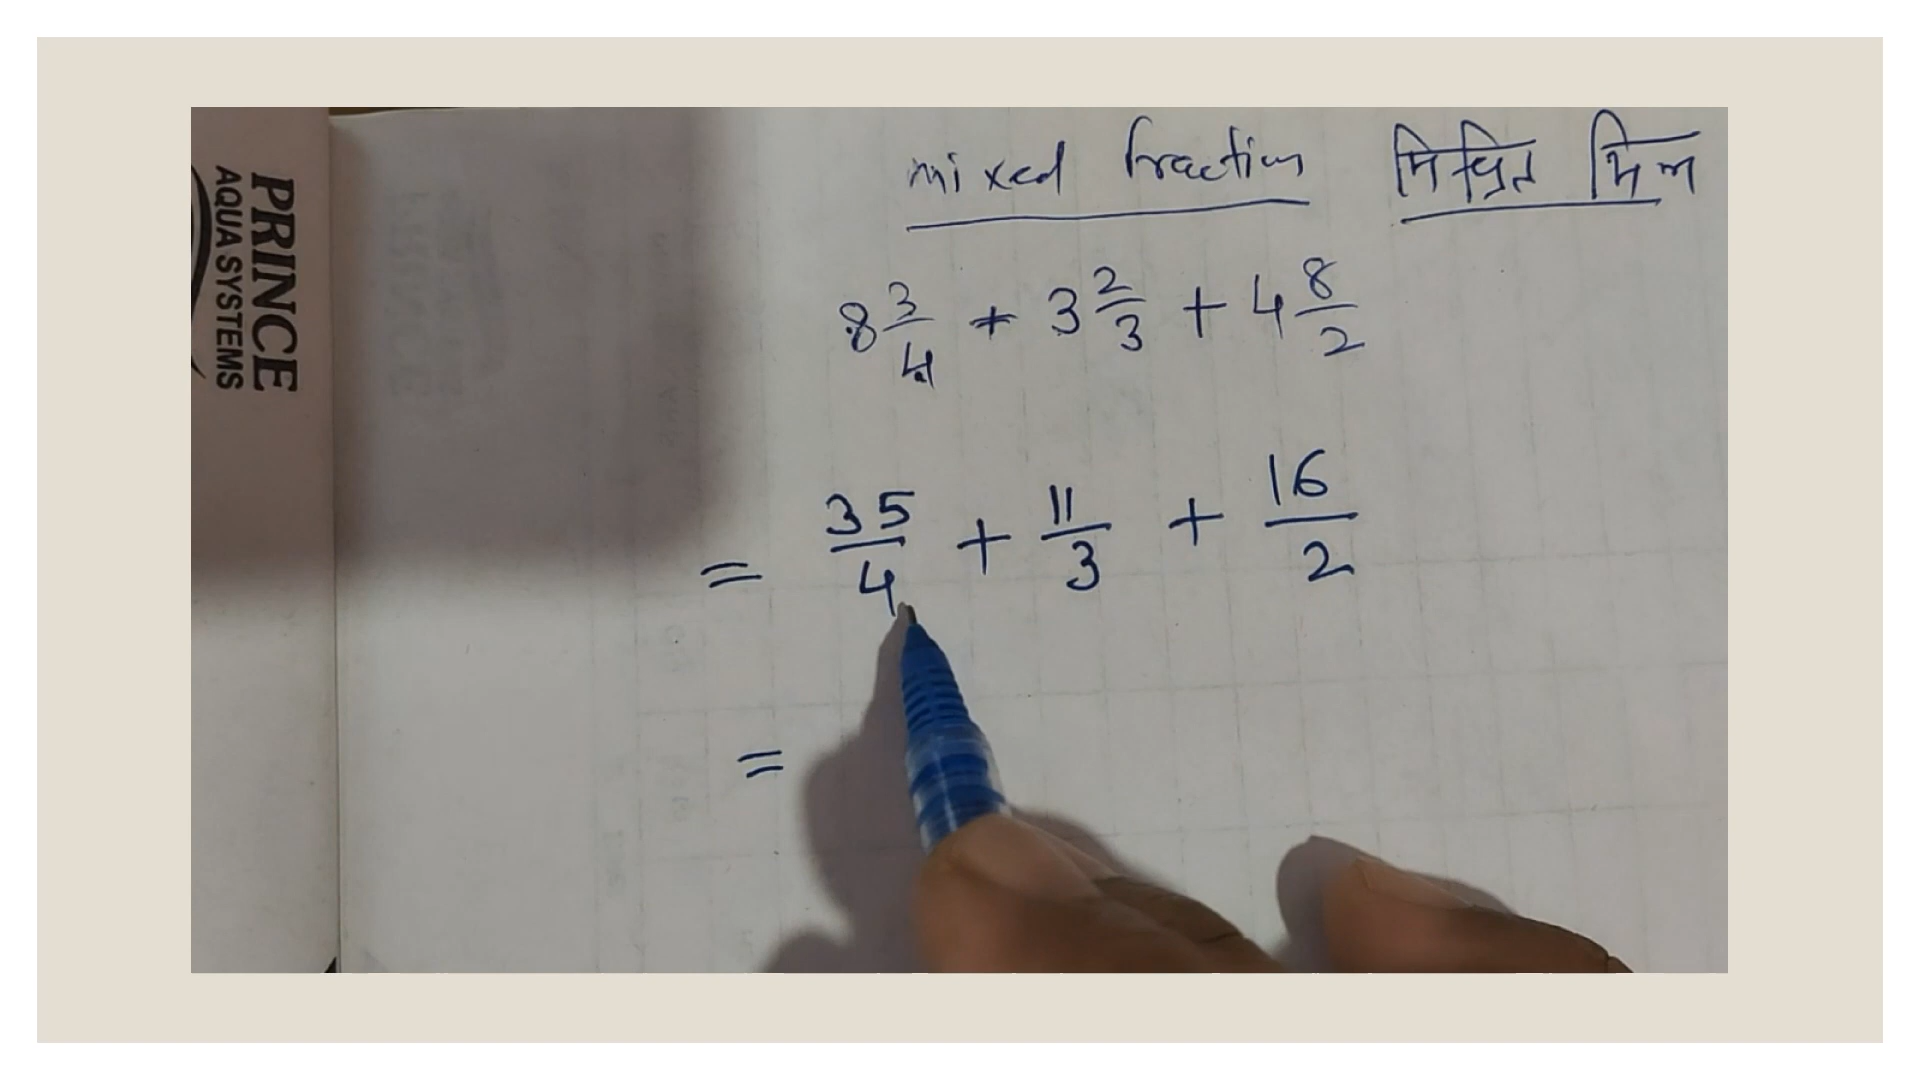 PRINCE
AQUA SYSTEMS
mixed fraction मिश्रित भिन्न
8 3/4 + 3 2/3 + 4 8/2
= 35/4 + 11/3 + 16/2
=